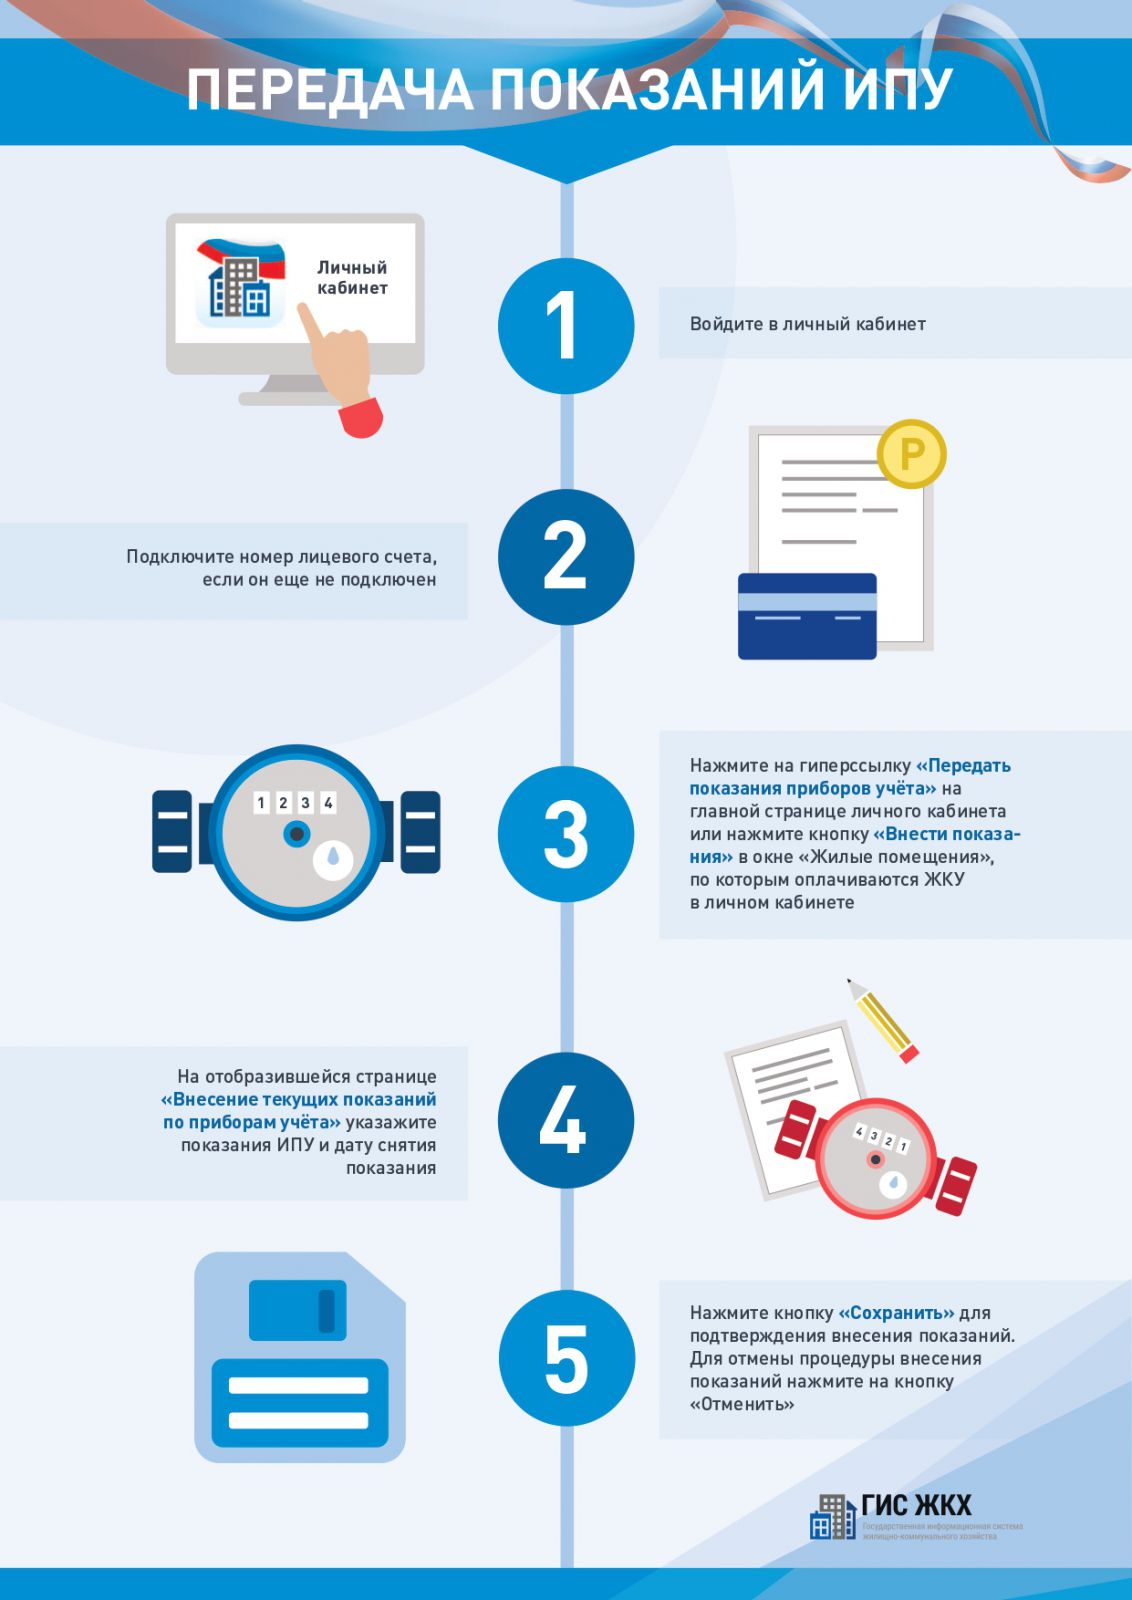 ПЕРЕДАЧА ПОКАЗАНИЙ ИПУ
Личный
кабинет
1
Войдите в личный кабинет
Р
2
Подключите номер лицевого счета,
если он еще не подключен
1 2 3 4
3
Нажмите на гиперссылку «Передать
показания приборов учёта» на
главной странице личного кабинета
или нажмите кнопку «Внести показа-
ния» в окне «Жилые помещения»,
по которым оплачиваются ЖКУ
в личном кабинете
4
На отобразившейся странице
«Внесение текущих показаний
по приборам учёта» указажите
показания ИПУ и дату снятия
показания
4 3 2 1
5
Нажмите кнопку «Сохранить» для
подтверждения внесения показаний.
Для отмены процедуры внесения
показаний нажмите на кнопку
«Отменить»
ГИС ЖКХ
Государственная информационная система
жилищно-коммунального хозяйства